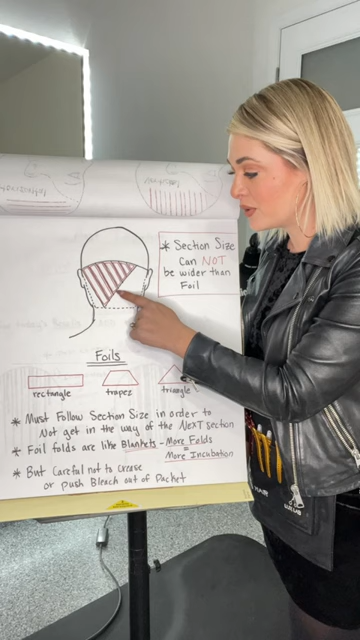 * Section Size
Can NOT
be wider than
Foil
Foils
rectangle
trapez
triangle
* Must Follow Section Size in order to
Not get in the way of the NEXT section
* Foil folds are like Blankets - More Folds
=
More Incubation
* But Careful not to Crease
or push Bleach out of Packet
HAIR